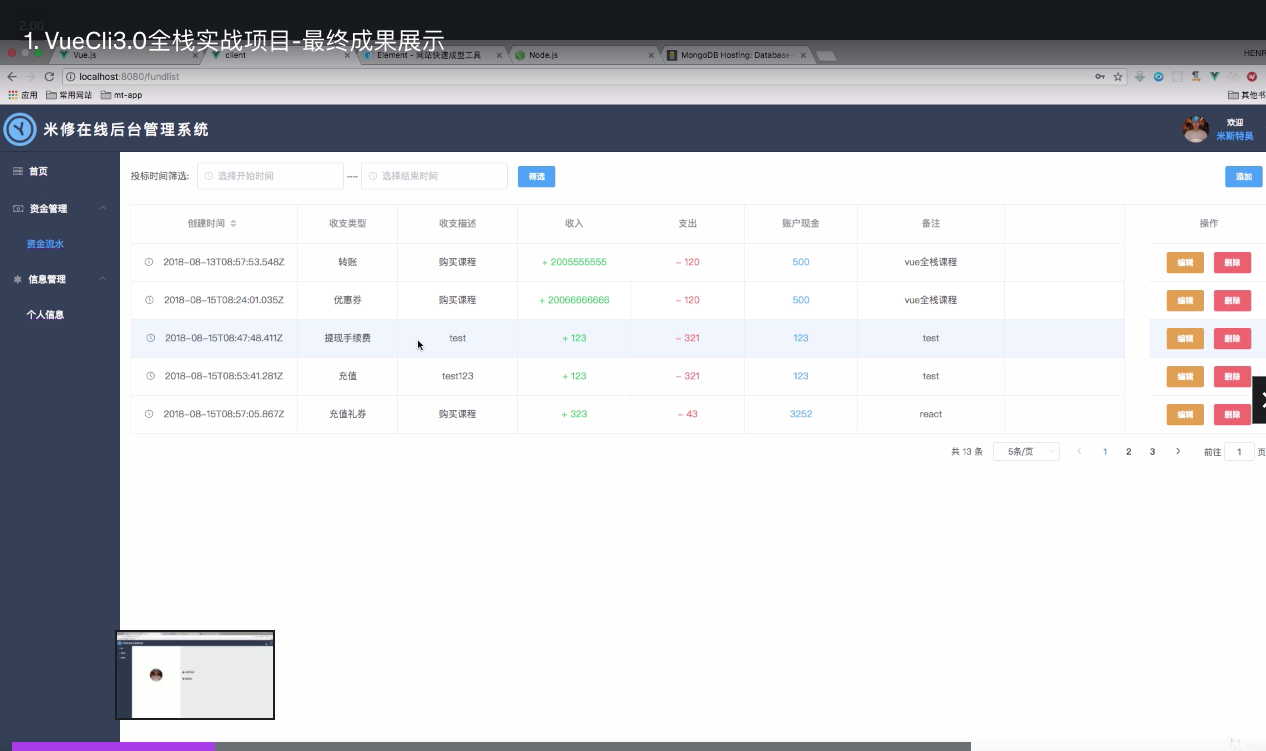 2.00
1. VueCli3.0全栈实战项目-最终成果展示
Vue.js
client
Element - 网站快速成型工具
Node.js
MongoDB Hosting: Database-
HENR
localhost:8080/fundlist
应用
常用网站
mt-app
其他书
米修在线后台管理系统
欢迎
米斯特吴
首页
资金管理
资金流水
信息管理
个人信息
投标时间筛选: 选择开始时间 -- 选择结束时间 筛选 添加
创建时间 收支类型 收支描述 收入 支出 账户现金 备注 操作
2018-08-13T08:57:53.548Z 转账 购买课程 + 2005555555 - 120 500 vue全栈课程 编辑 删除
2018-08-15T08:24:01.035Z 优惠券 购买课程 + 20066666666 - 120 500 vue全栈课程 编辑 删除
2018-08-15T08:47:48.411Z 提现手续费 test + 123 - 321 123 test 编辑 删除
2018-08-15T08:53:41.281Z 充值 test123 + 123 - 321 123 test 编辑 删除
2018-08-15T08:57:05.867Z 充值礼券 购买课程 + 323 - 43 3252 react 编辑 删除
共 13 条 5条/页 1 2 3 前往 1 页